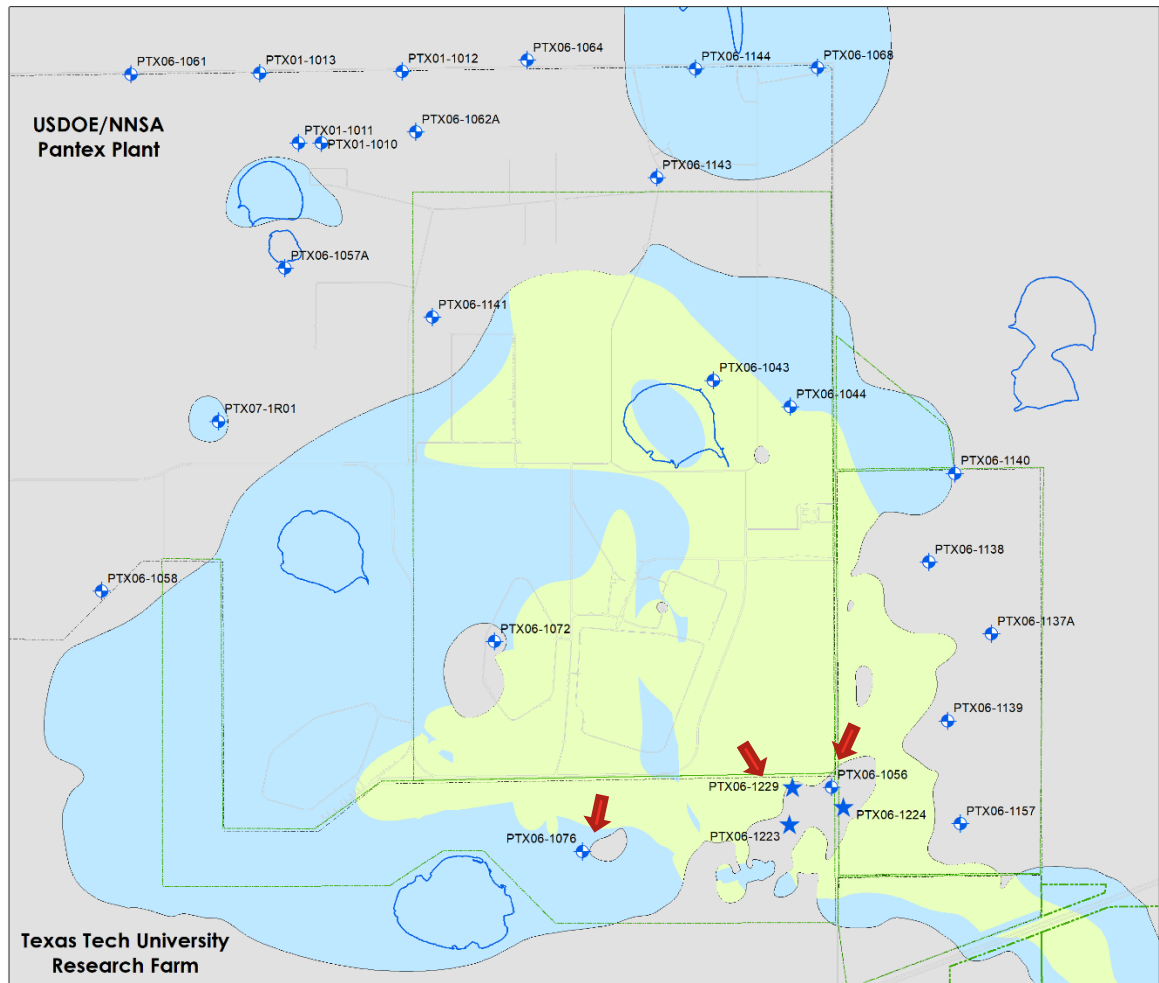 PTX06-1064
PTX06-1061
PTX01-1013
PTX01-1012
PTX06-1144
PTX06-1068
USDOE/NNSA
Pantex Plant
PTX06-1062A
PTX01-1011
PTX01-1010
PTX06-1143
PTX06-1057A
PTX06-1141
PTX06-1043
PTX06-1044
PTX07-1R01
PTX06-1140
PTX06-1138
PTX06-1058
PTX06-1072
PTX06-1137A
PTX06-1139
PTX06-1056
PTX06-1229
PTX06-1224
PTX06-1223
PTX06-1157
PTX06-1076
Texas Tech University
Research Farm